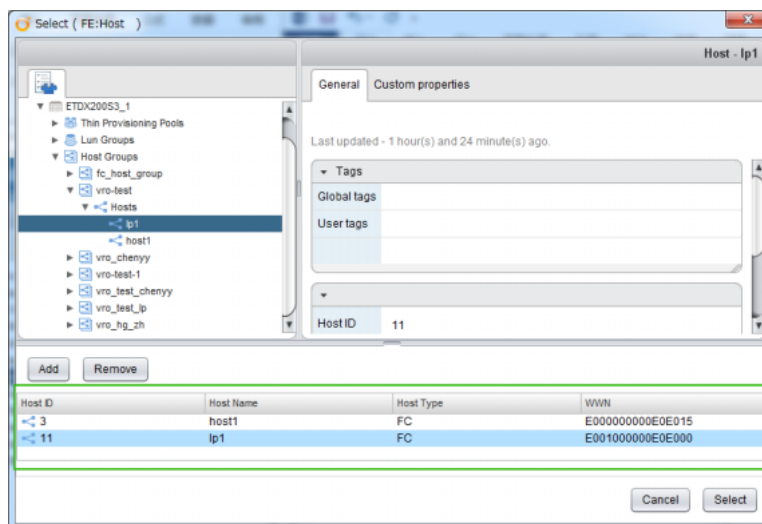 Select ( FE:Host )
Host - lp1
General Custom properties
ETDX200S3_1
Thin Provisioning Pools
Lun Groups
Host Groups
fc_host_group
vro-test
Hosts
lp1
host1
vro_chenyy
vro-test-1
vro_test_chenyy
vro_test_lp
vro_hg_zh
Last updated - 1 hour(s) and 24 minute(s) ago.
Tags
Global tags
User tags
Host ID 11
Add Remove
Host ID Host Name Host Type WWN
3 host1 FC E000000000E0E015
11 lp1 FC E001000000E0E000
Cancel Select